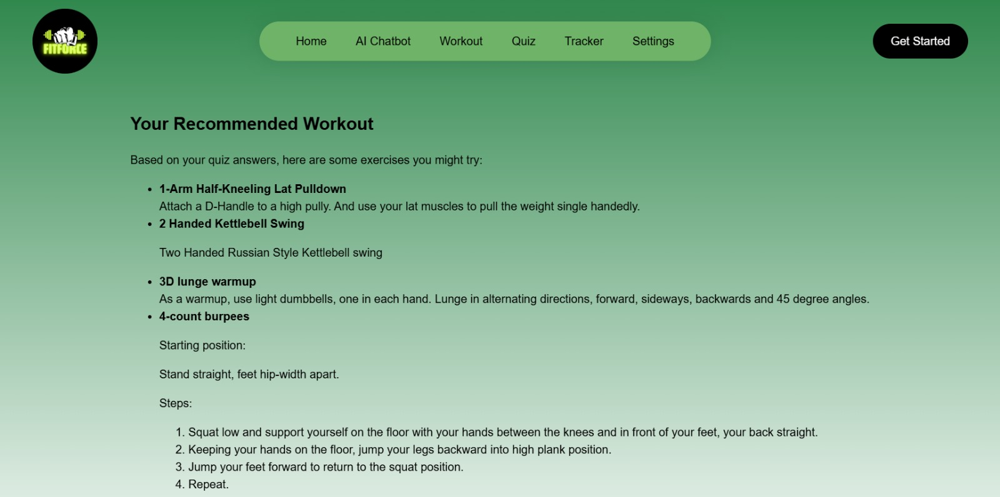 FITFORCE
Home
AI Chatbot
Workout
Quiz
Tracker
Settings
Get Started
Your Recommended Workout
Based on your quiz answers, here are some exercises you might try:
• 1-Arm Half-Kneeling Lat Pulldown
Attach a D-Handle to a high pully. And use your lat muscles to pull the weight single handedly.
• 2 Handed Kettlebell Swing
Two Handed Russian Style Kettlebell swing
• 3D lunge warmup
As a warmup, use light dumbbells, one in each hand. Lunge in alternating directions, forward, sideways, backwards and 45 degree angles.
• 4-count burpees
Starting position:
Stand straight, feet hip-width apart.
Steps:
1. Squat low and support yourself on the floor with your hands between the knees and in front of your feet, your back straight.
2. Keeping your hands on the floor, jump your legs backward into high plank position.
3. Jump your feet forward to return to the squat position.
4. Repeat.